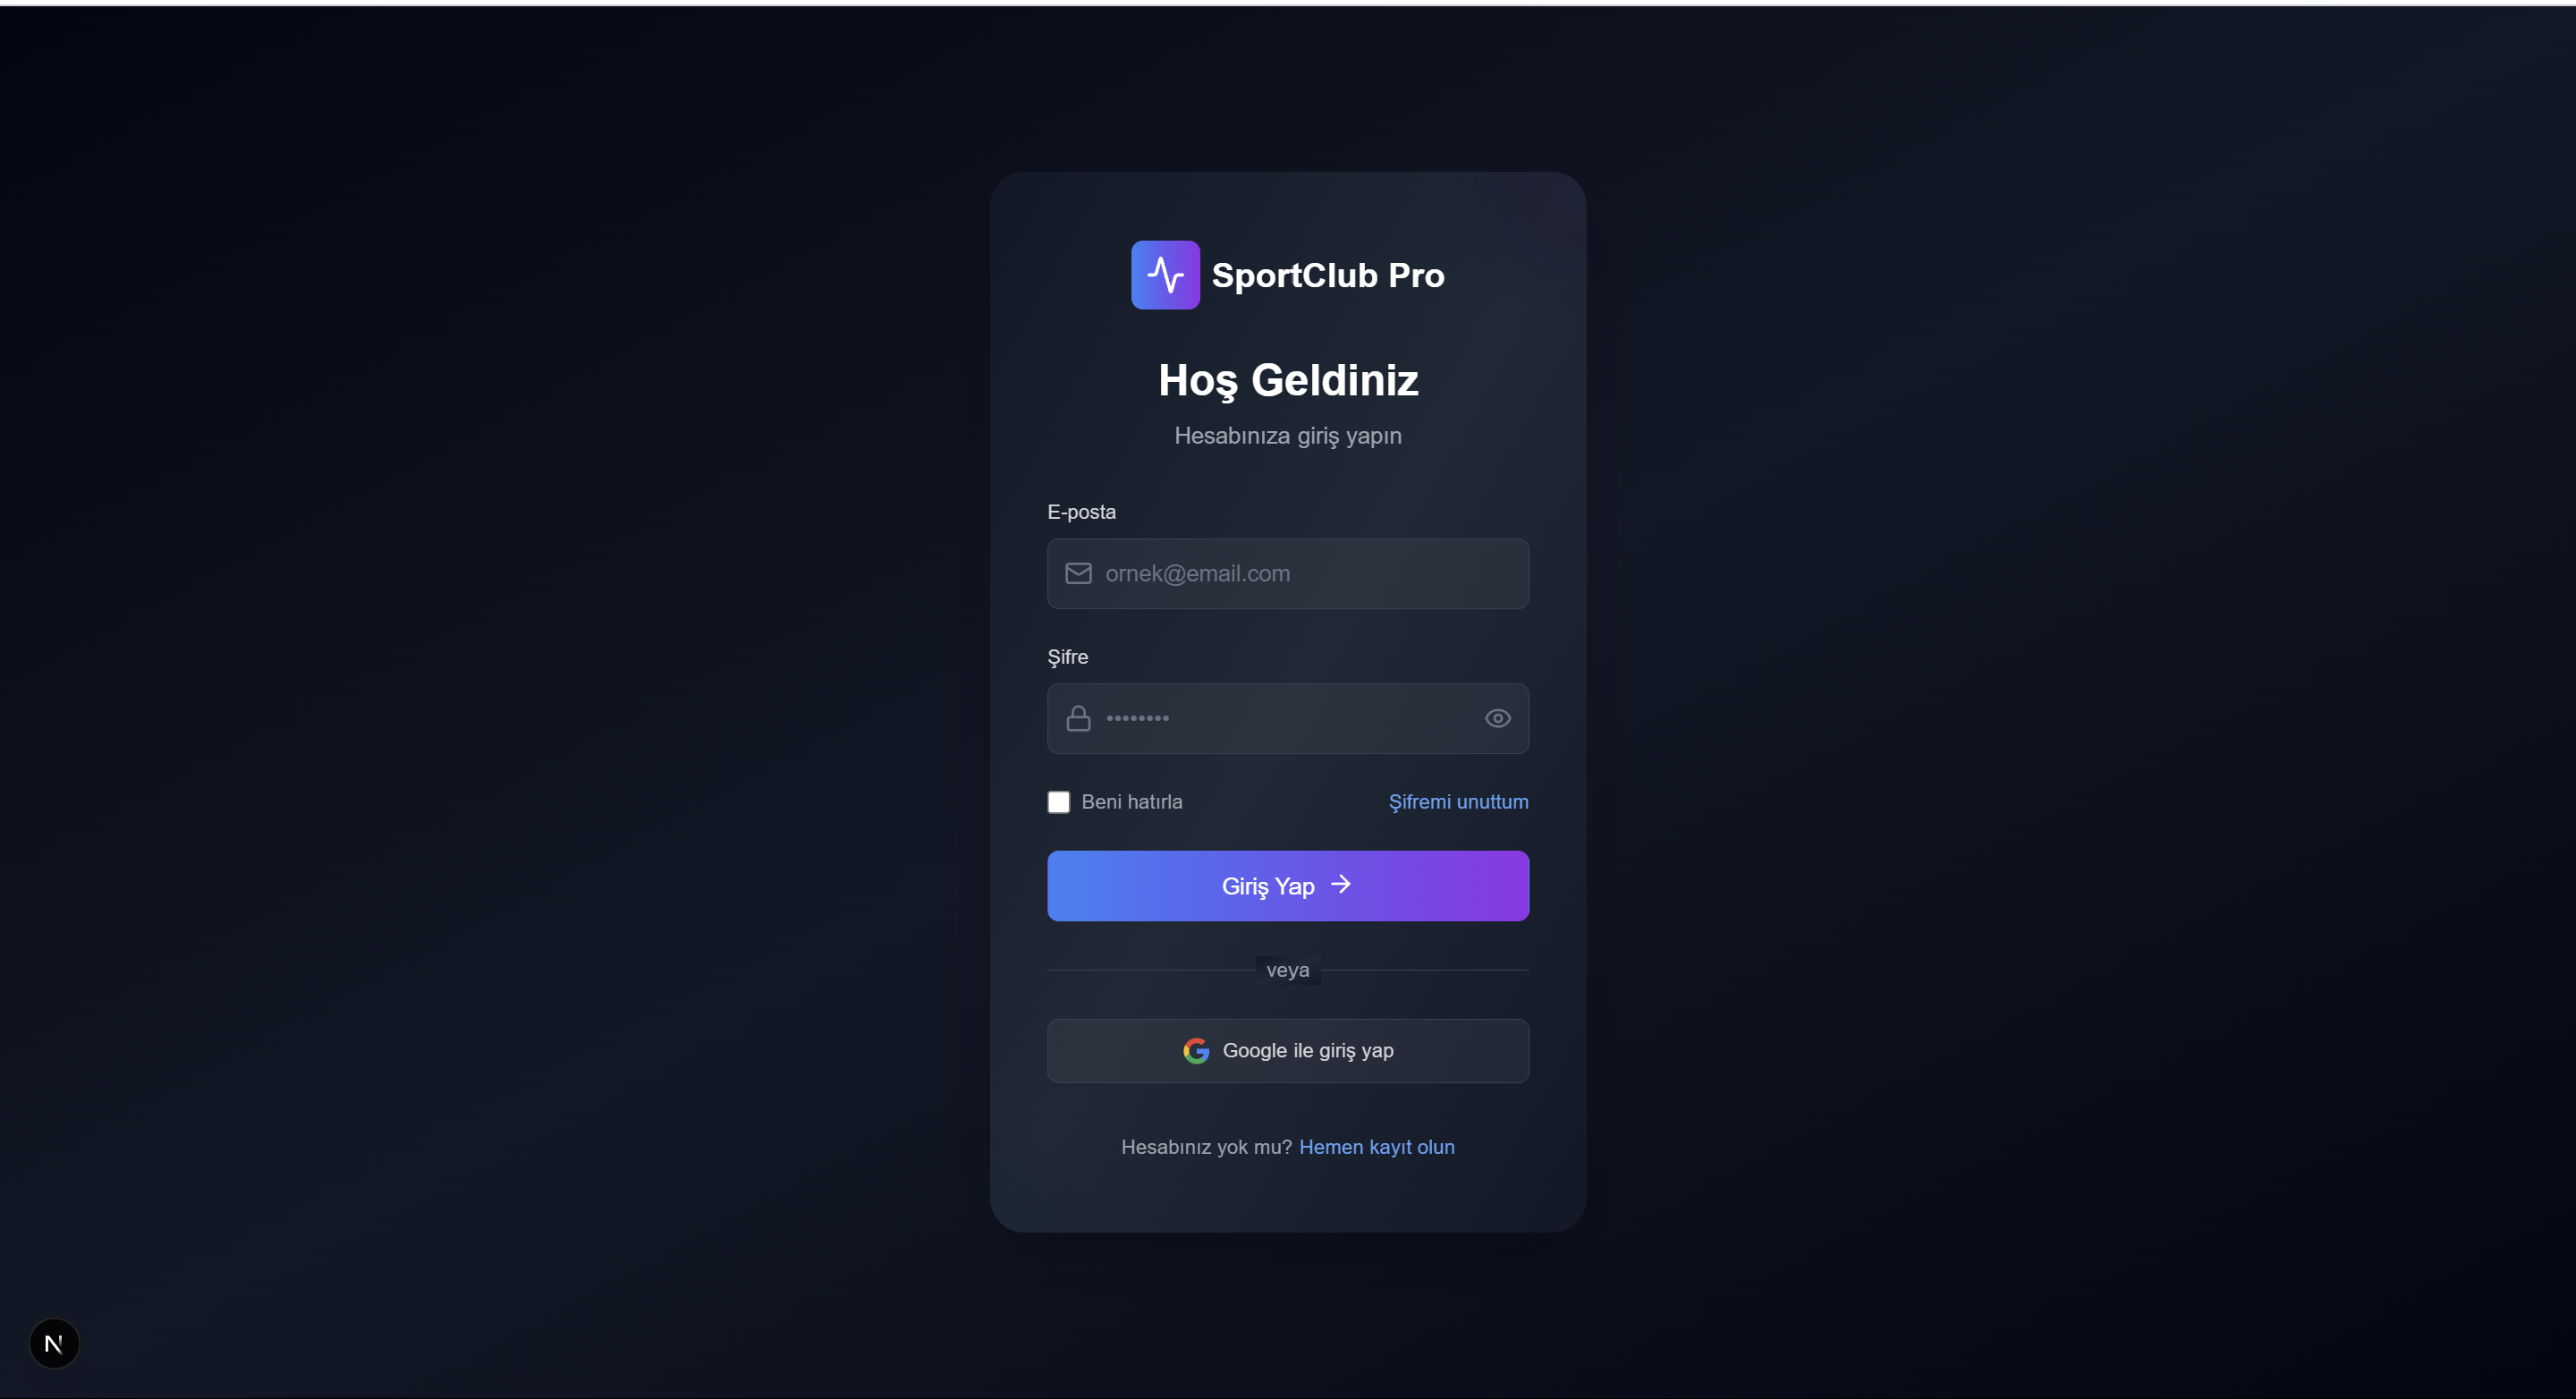 SportClub Pro
Hoş Geldiniz
Hesabınıza giriş yapın
E-posta
ornek@email.com
Şifre
••••••••
Beni hatırla
Şifremi unuttum
Giriş Yap →
veya
Google ile giriş yap
Hesabınız yok mu? Hemen kayıt olun
N